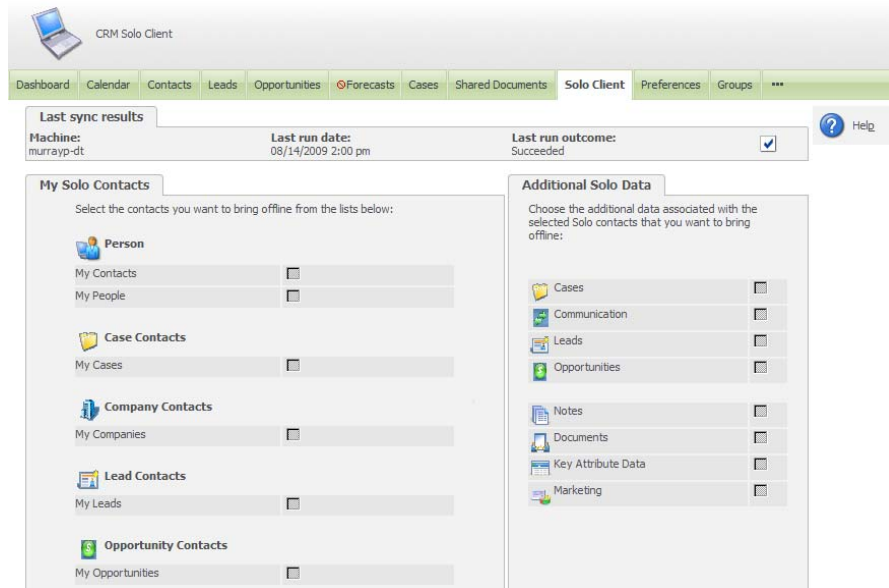 CRM Solo Client
Dashboard Calendar Contacts Leads Opportunities Forecasts Cases Shared Documents Solo Client Preferences Groups •••
Last sync results
Help
Machine: Last run date: Last run outcome:
murrayp-dt 08/14/2009 2:00 pm Succeeded
My Solo Contacts
Select the contacts you want to bring offline from the lists below:
Person
My Contacts
My People
Case Contacts
My Cases
Company Contacts
My Companies
Lead Contacts
My Leads
Opportunity Contacts
My Opportunities
Additional Solo Data
Choose the additional data associated with the
selected Solo contacts that you want to bring
offline:
Cases
Communication
Leads
Opportunities
Notes
Documents
Key Attribute Data
Marketing